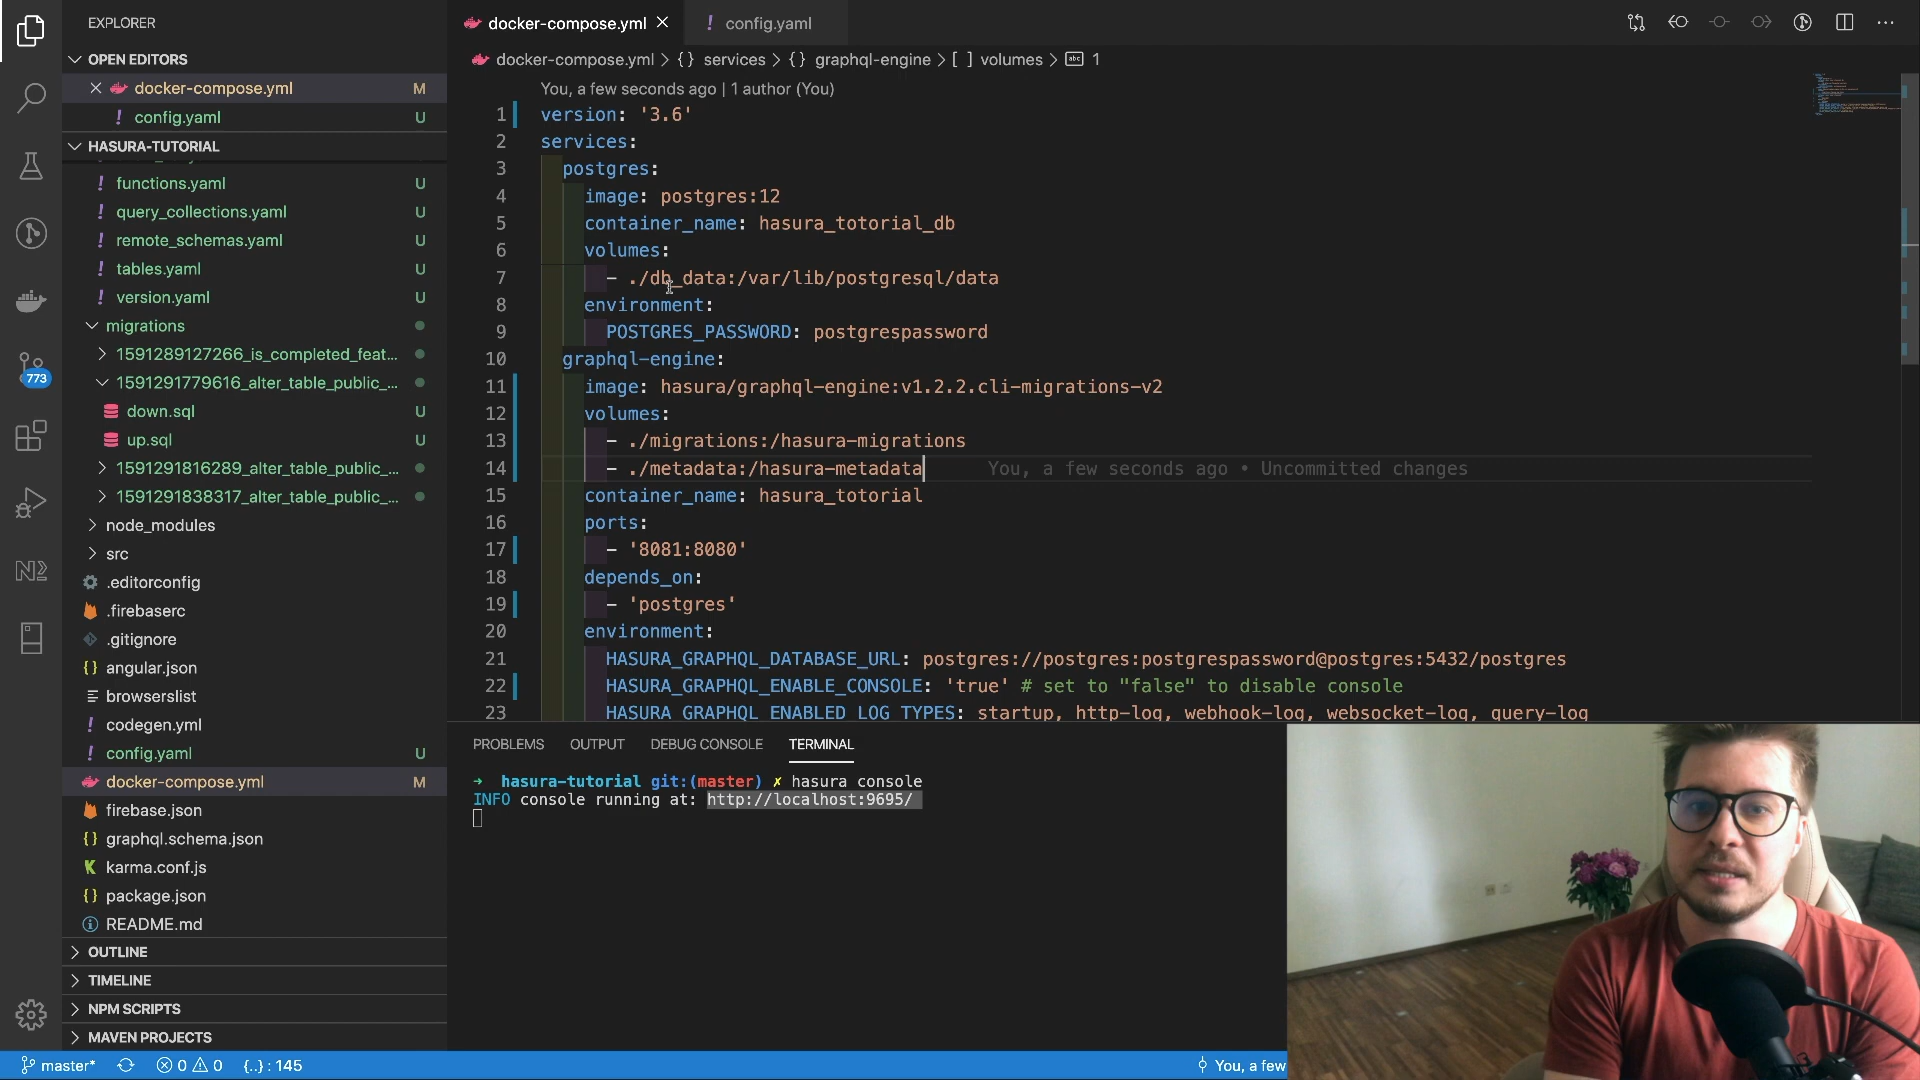 EXPLORER
OPEN EDITORS
docker-compose.yml M
config.yaml U
HASURA-TUTORIAL
functions.yaml U
query_collections.yaml U
remote_schemas.yaml U
tables.yaml U
version.yaml U
migrations
1591289127266_is_completed_feat...
1591291779616_alter_table_public_...
down.sql U
up.sql U
1591291816289_alter_table_public_...
1591291838317_alter_table_public_...
node_modules
src
.editorconfig
.firebaserc
.gitignore
angular.json
browserslist
codegen.yml
config.yaml U
docker-compose.yml M
firebase.json
graphql.schema.json
karma.conf.js
package.json
README.md
OUTLINE
TIMELINE
NPM SCRIPTS
MAVEN PROJECTS
773
docker-compose.yml config.yaml
docker-compose.yml > {} services > {} graphql-engine > [ ] volumes > abc 1
You, a few seconds ago | 1 author (You)
1 version: '3.6'
2 services:
3 postgres:
4 image: postgres:12
5 container_name: hasura_totorial_db
6 volumes:
7 - ./db_data:/var/lib/postgresql/data
8 environment:
9 POSTGRES_PASSWORD: postgrespassword
10 graphql-engine:
11 image: hasura/graphql-engine:v1.2.2.cli-migrations-v2
12 volumes:
13 - ./migrations:/hasura-migrations
14 - ./metadata:/hasura-metadata You, a few seconds ago • Uncommitted changes
15 container_name: hasura_totorial
16 ports:
17 - '8081:8080'
18 depends_on:
19 - 'postgres'
20 environment:
21 HASURA_GRAPHQL_DATABASE_URL: postgres://postgres:postgrespassword@postgres:5432/postgres
22 HASURA_GRAPHQL_ENABLE_CONSOLE: 'true' # set to "false" to disable console
23 HASURA_GRAPHQL_ENABLED_LOG_TYPES: startup, http-log, webhook-log, websocket-log, query-log
PROBLEMS OUTPUT DEBUG CONSOLE TERMINAL
→ hasura-tutorial git:(master) ✗ hasura console
INFO console running at: http://localhost:9695/
master* 0 0 {..} : 145 You, a few